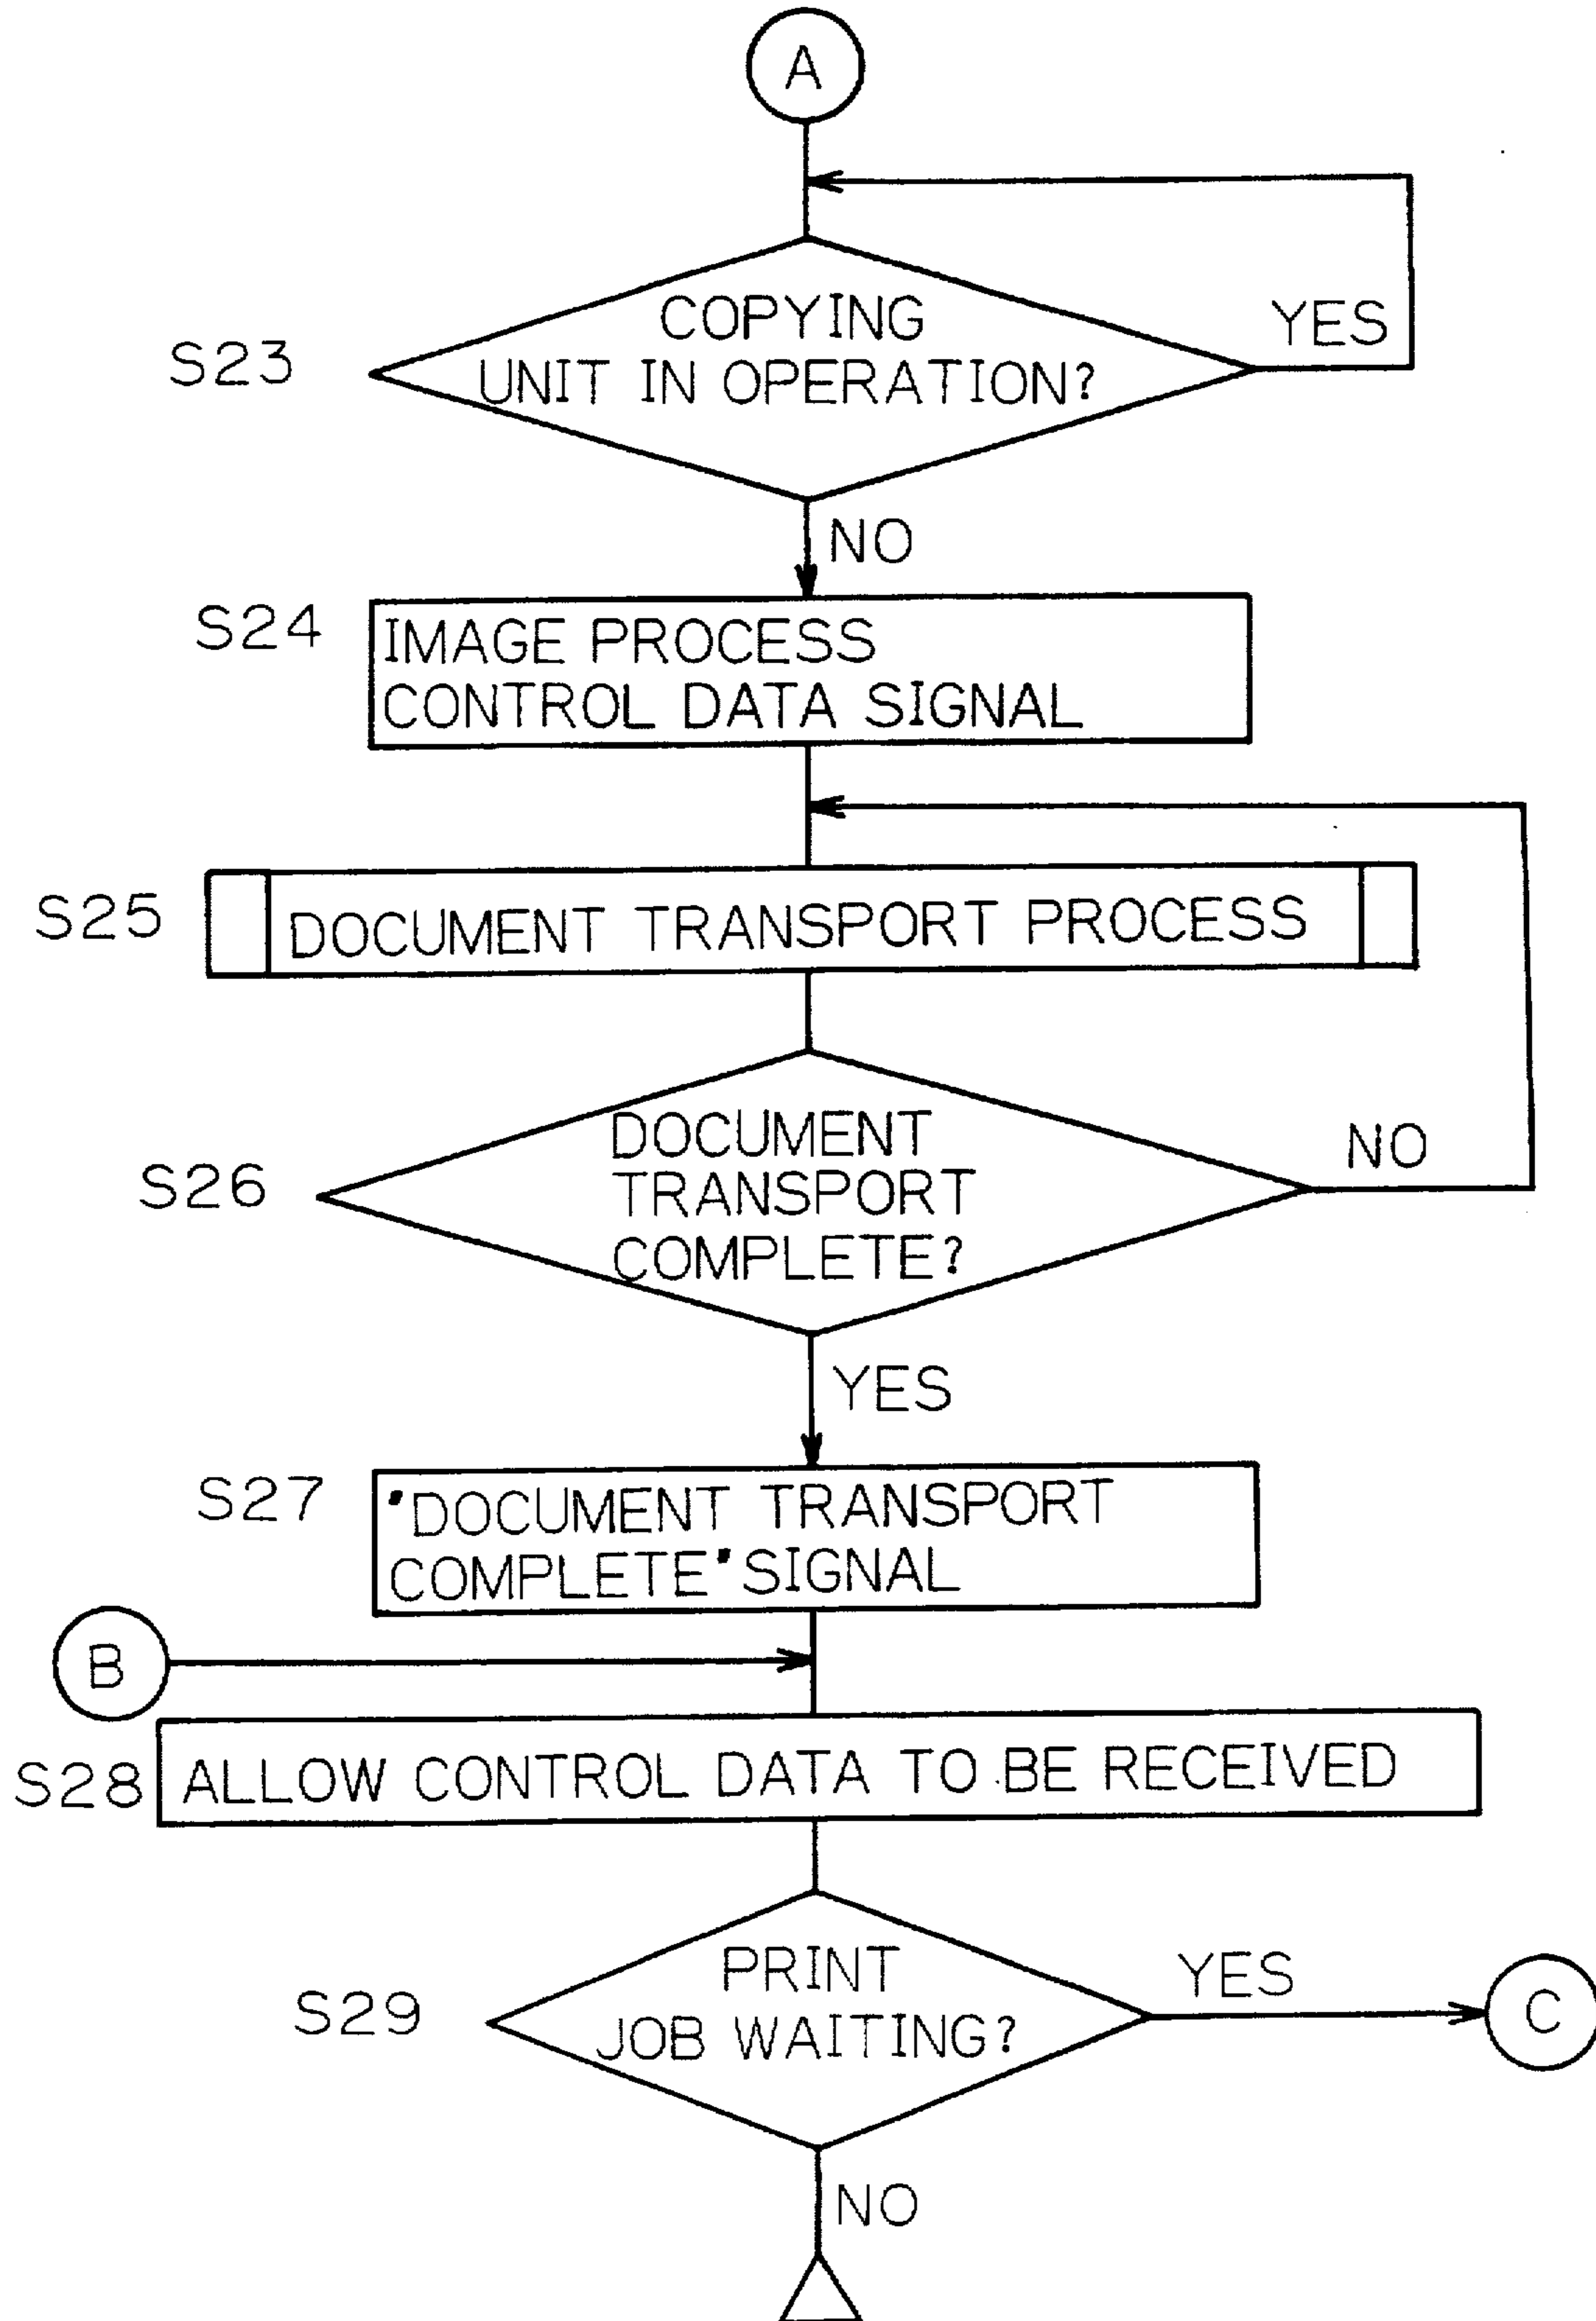 A
S23
COPYING
UNIT IN OPERATION?
YES
NO
S24
IMAGE PROCESS
CONTROL DATA SIGNAL
S25
DOCUMENT TRANSPORT PROCESS
S26
DOCUMENT
TRANSPORT
COMPLETE?
NO
YES
S27
"DOCUMENT TRANSPORT
COMPLETE" SIGNAL
B
S28
ALLOW CONTROL DATA TO BE RECEIVED
S29
PRINT
JOB WAITING?
YES
C
NO